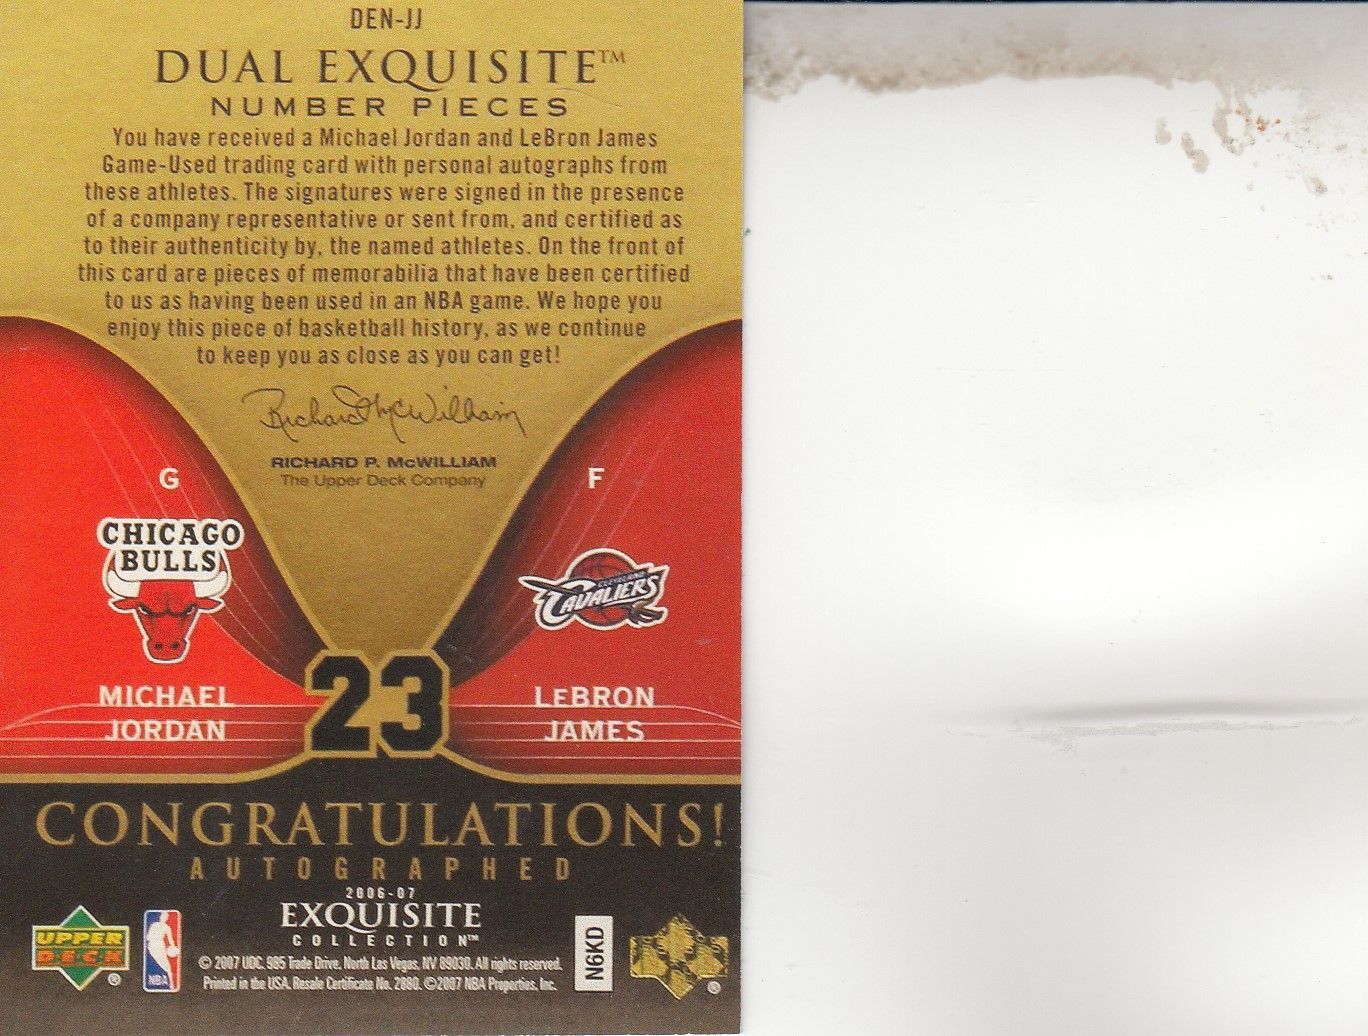 DEN-JJ
DUAL EXQUISITE™
NUMBER PIECES
You have received a Michael Jordan and LeBron James
Game-Used trading card with personal autographs from
these athletes. The signatures were signed in the presence
of a company representative or sent from, and certified as
to their authenticity by, the named athletes. On the front of
this card are pieces of memorabilia that have been certified
to us as having been used in an NBA game. We hope you
enjoy this piece of basketball history, as we continue
to keep you as close as you can get!
Richard McWilliam
RICHARD P. McWILLIAM
The Upper Deck Company
G
F
CHICAGO
BULLS
CLEVELAND
CAVALIERS
MICHAEL
JORDAN
23
LEBRON
JAMES
CONGRATULATIONS!
AUTOGRAPHED
2006-07
EXQUISITE
COLLECTION™
UPPER
DECK
®
NBA
© 2007 UDC. 985 Trade Drive. North Las Vegas, NV 89030. All rights reserved.
Printed in the USA. Resale Certificate No. 2880. ©2007 NBA Properties, Inc.
N6KD
®